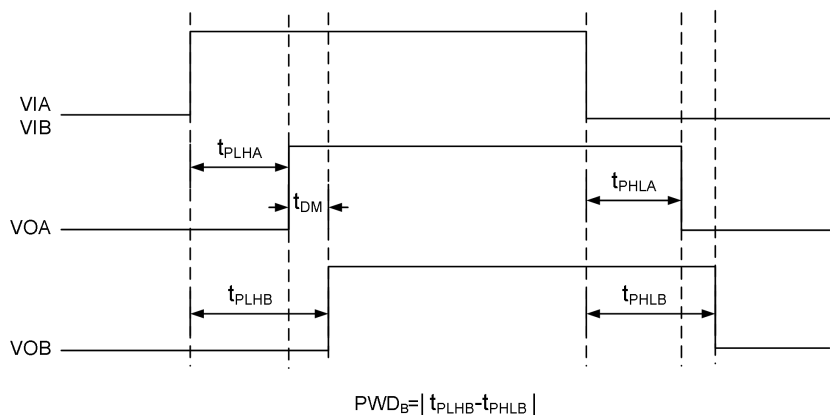 VIA
VIB
tPLHA
tDM
tPHLA
VOA
tPLHB
tPHLB
VOB
PWDB=| tPLHB-tPHLB |